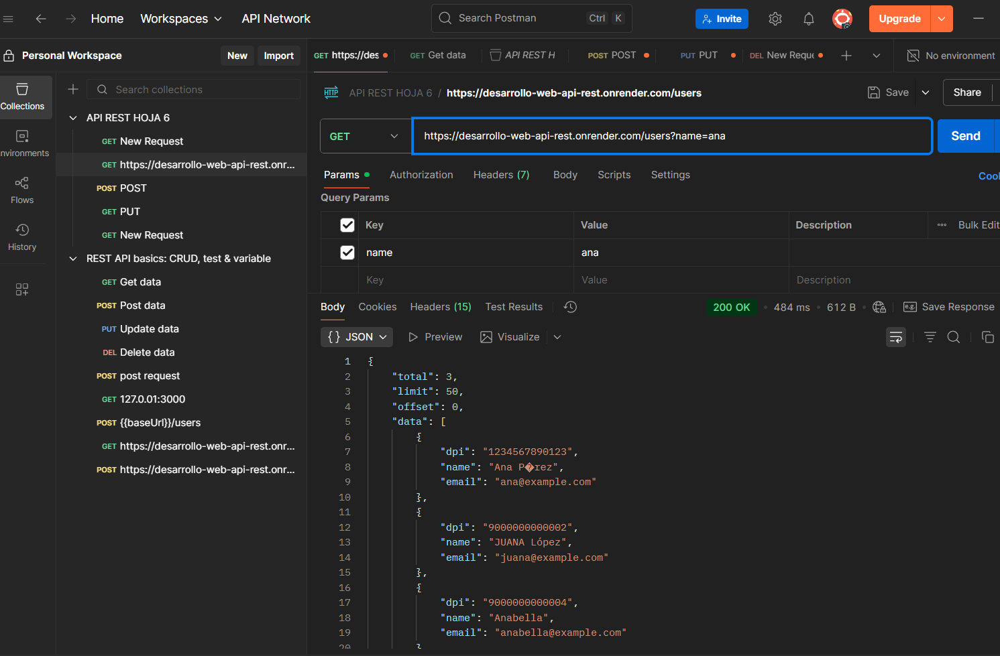 Home Workspaces API Network Search Postman Ctrl K Invite Upgrade
Personal Workspace New Import GET https://des GET Get data API REST H POST POST PUT PUT DEL New Reque No environment
Collections
Search collections
API REST HOJA 6 / https://desarrollo-web-api-rest.onrender.com/users Save Share
nvironments
Flows
History
API REST HOJA 6
GET New Request
GET https://desarrollo-web-api-rest.onr...
POST POST
GET PUT
GET New Request
REST API basics: CRUD, test & variable
GET Get data
POST Post data
PUT Update data
DEL Delete data
POST post request
GET 127.0.01:3000
POST {{baseUrl}}/users
GET https://desarrollo-web-api-rest.onr...
POST https://desarrollo-web-api-rest.onr...
GET https://desarrollo-web-api-rest.onrender.com/users?name=ana Send
Params Authorization Headers (7) Body Scripts Settings Cool
Query Params
Key Value Description Bulk Edit
name ana
Key Value Description
Body Cookies Headers (15) Test Results 200 OK • 484 ms • 612 B • e.g. Save Response
{} JSON Preview Visualize
1 {
2 "total": 3,
3 "limit": 50,
4 "offset": 0,
5 "data": [
6 {
7 "dpi": "1234567890123",
8 "name": "Ana P�rez",
9 "email": "ana@example.com"
10 },
11 {
12 "dpi": "9000000000002",
13 "name": "JUANA López",
14 "email": "juana@example.com"
15 },
16 {
17 "dpi": "9000000000004",
18 "name": "Anabella",
19 "email": "anabella@example.com"
20 }